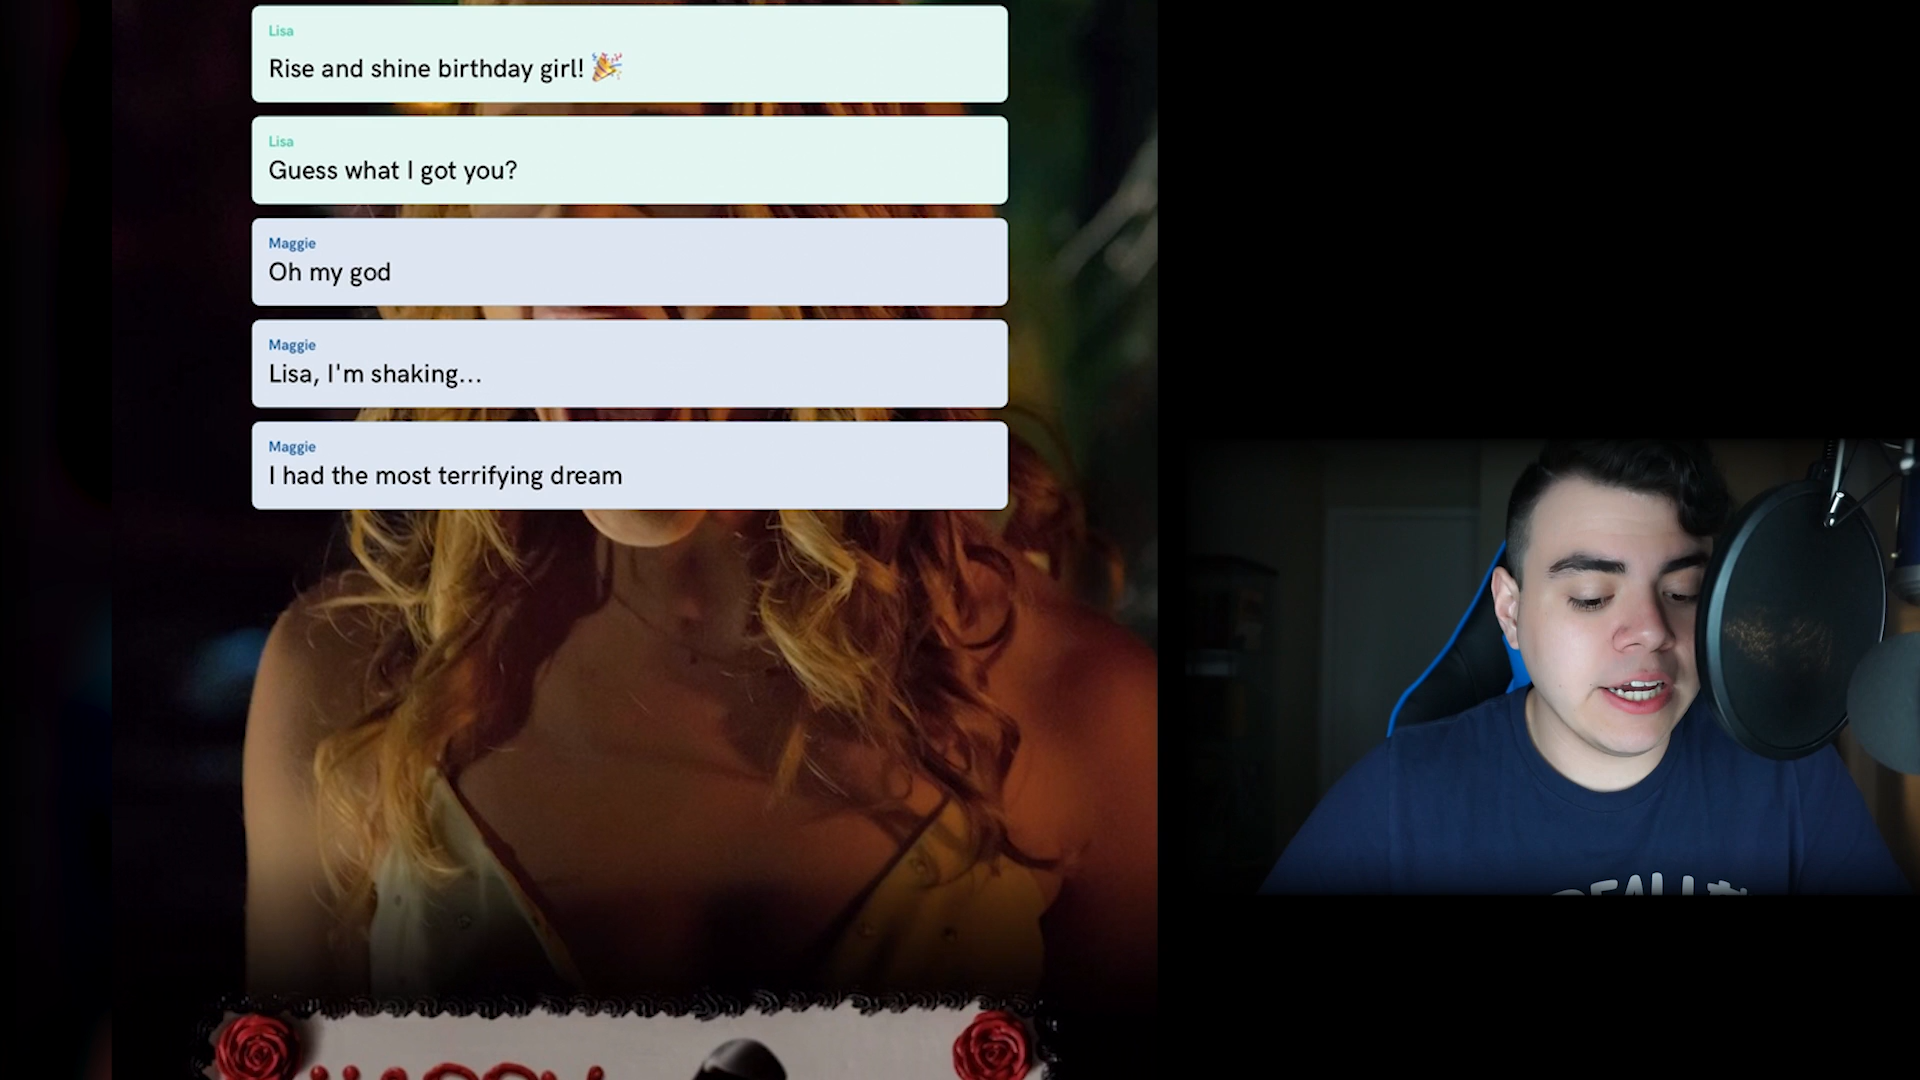 Lisa
Rise and shine birthday girl! 🎉
Lisa
Guess what I got you?
Maggie
Oh my god
Maggie
Lisa, I'm shaking...
Maggie
I had the most terrifying dream
HAPPY